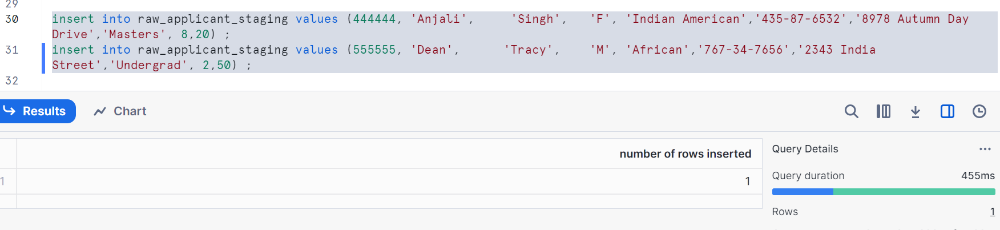 29
30 insert into raw_applicant_staging values (444444, 'Anjali',     'Singh',   'F', 'Indian American','435-87-6532','8978 Autumn Day
Drive','Masters', 8,20) ;
31 insert into raw_applicant_staging values (555555, 'Dean',      'Tracy',    'M', 'African','767-34-7656','2343 India
Street','Undergrad', 2,50) ;
32
Results Chart
number of rows inserted
1 1
Query Details
Query duration 455ms
Rows 1